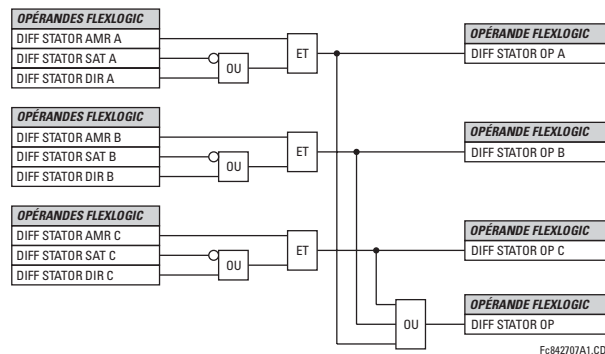 OPÉRANDES FLEXLOGIC
DIFF STATOR AMR A
DIFF STATOR SAT A
DIFF STATOR DIR A
OU
ET
OPÉRANDE FLEXLOGIC
DIFF STATOR OP A
OPÉRANDES FLEXLOGIC
DIFF STATOR AMR B
DIFF STATOR SAT B
DIFF STATOR DIR B
OU
ET
OPÉRANDE FLEXLOGIC
DIFF STATOR OP B
OPÉRANDES FLEXLOGIC
DIFF STATOR AMR C
DIFF STATOR SAT C
DIFF STATOR DIR C
OU
ET
OPÉRANDE FLEXLOGIC
DIFF STATOR OP C
OU
OPÉRANDE FLEXLOGIC
DIFF STATOR OP
Fc842707A1.CD